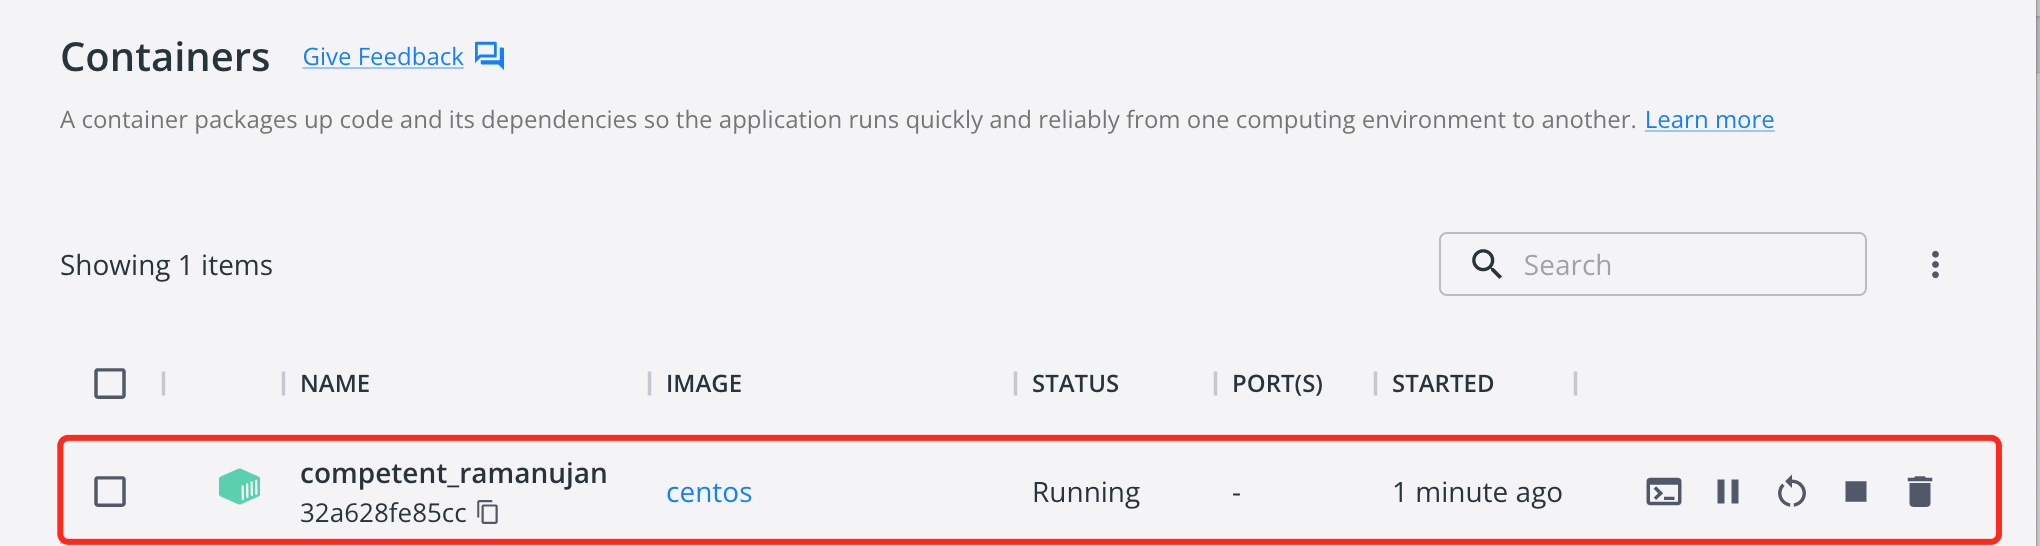 Containers Give Feedback
A container packages up code and its dependencies so the application runs quickly and reliably from one computing environment to another. Learn more
Showing 1 items
Search
NAME IMAGE STATUS PORT(S) STARTED
competent_ramanujan
32a628fe85cc
centos Running - 1 minute ago